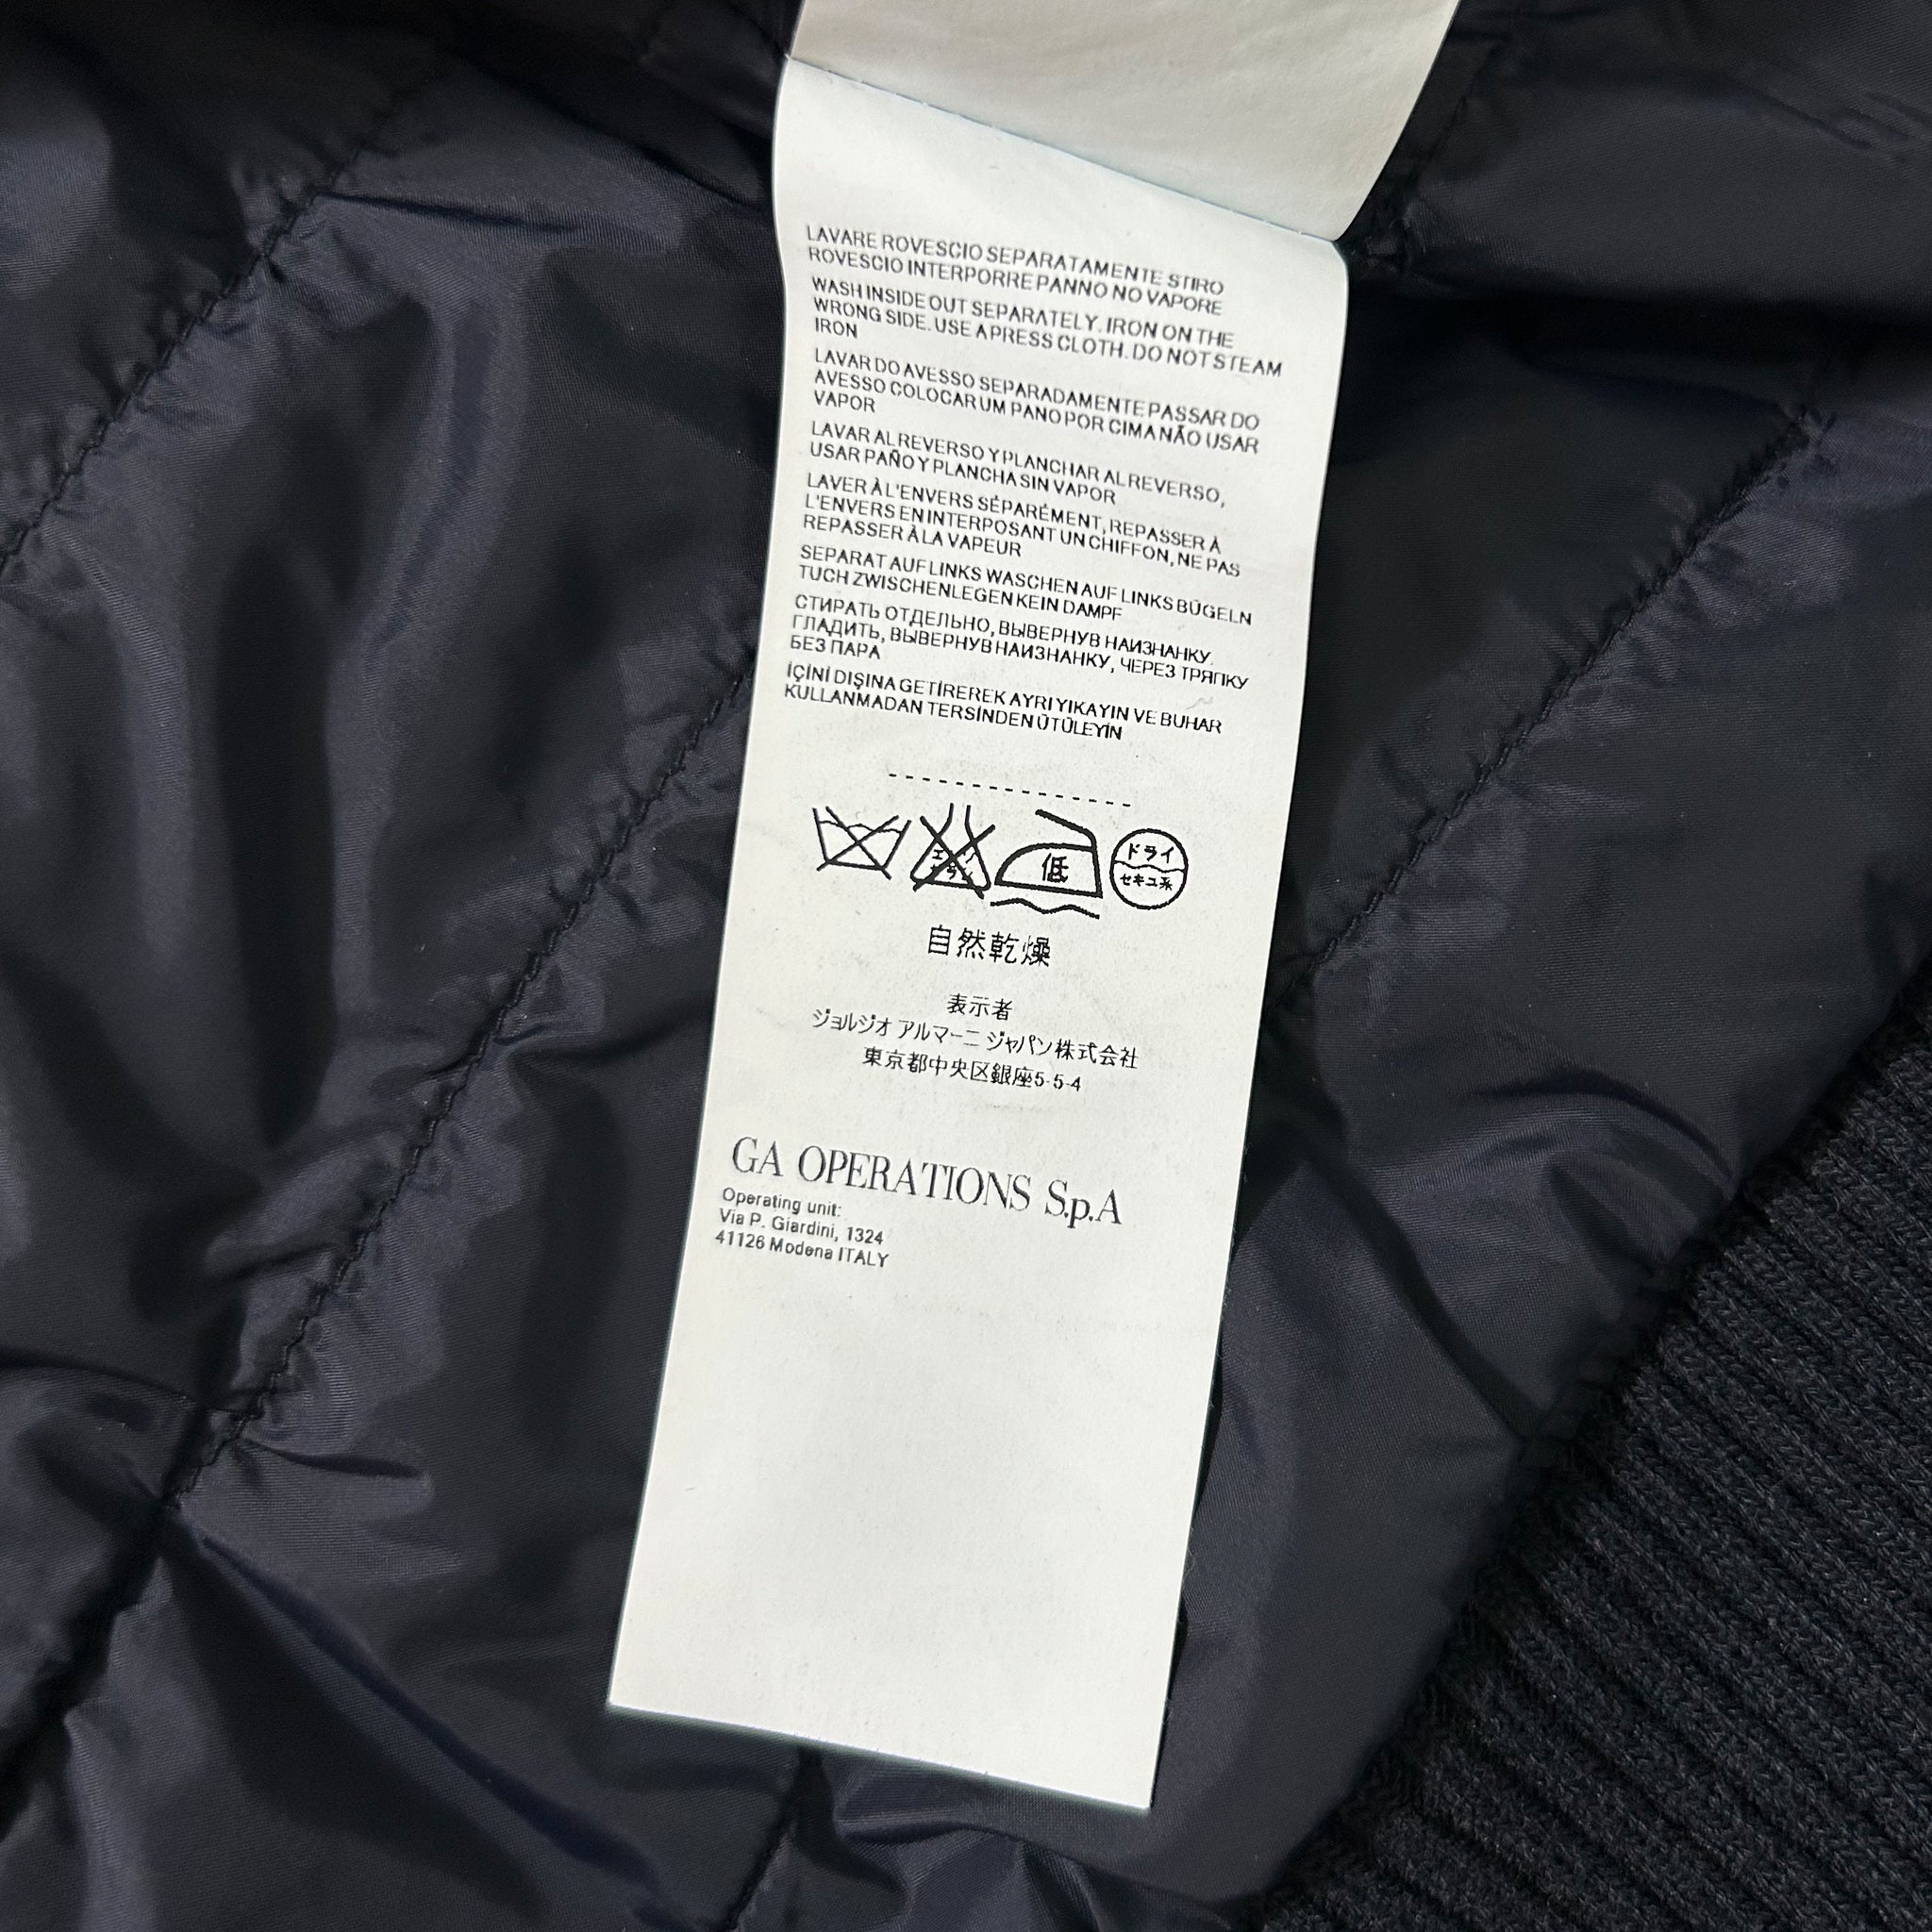 LAVARE ROVESCIO SEPARATAMENTE STIRO
ROVESCIO INTERPORRE PANNO NO VAPORE
WASH INSIDE OUT SEPARATELY. IRON ON THE
WRONG SIDE. USE A PRESS CLOTH. DO NOT STEAM
IRON
LAVAR DO AVESSO SEPARADAMENTE PASSAR DO
AVESSO COLOCAR UM PANO POR CIMA NÃO USAR
VAPOR
LAVAR AL REVERSO Y PLANCHAR AL REVERSO,
USAR PAÑO Y PLANCHA SIN VAPOR
LAVER À L'ENVERS SÉPARÉMENT, REPASSER À
L'ENVERS EN INTERPOSANT UN CHIFFON, NE PAS
REPASSER À LA VAPEUR
SEPARAT AUF LINKS WASCHEN AUF LINKS BÜGELN
TUCH ZWISCHENLEGEN KEIN DAMPF
СТИРАТЬ ОТДЕЛЬНО, ВЫВЕРНУВ НАИЗНАНКУ.
ГЛАДИТЬ, ВЫВЕРНУВ НАИЗНАНКУ, ЧЕРЕЗ ТРЯПКУ
БЕЗ ПАРА
İÇİNİ DIŞINA GETİREREK AYRI YIKAYIN VE BUHAR
KULLANMADAN TERSİNDEN ÜTÜLEYİN
低 ドライ
セキユ系
自然乾燥
表示者
ジョルジオ アルマーニ ジャパン株式会社
東京都中央区銀座5-5-4
GA OPERATIONS S.p.A
Operating unit:
Via P. Giardini, 1324
41126 Modena ITALY